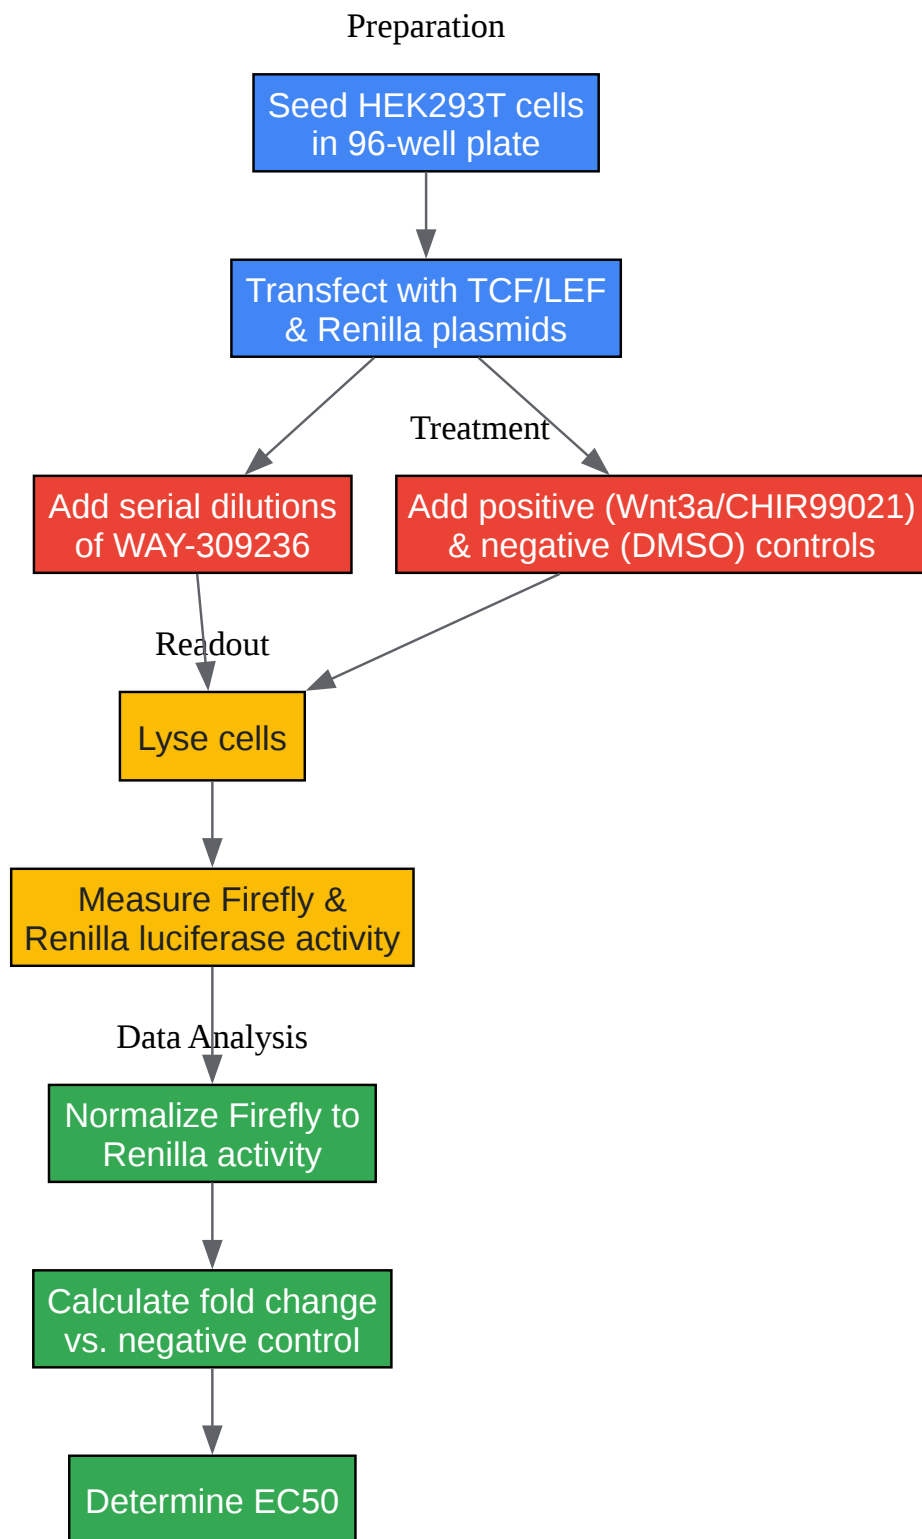 Preparation
Seed HEK293T cells
in 96-well plate
Transfect with TCF/LEF
& Renilla plasmids
Treatment
Add serial dilutions
of WAY-309236
Add positive (Wnt3a/CHIR99021)
& negative (DMSO) controls
Readout
Lyse cells
Measure Firefly &
Renilla luciferase activity
Data Analysis
Normalize Firefly to
Renilla activity
Calculate fold change
vs. negative control
Determine EC50